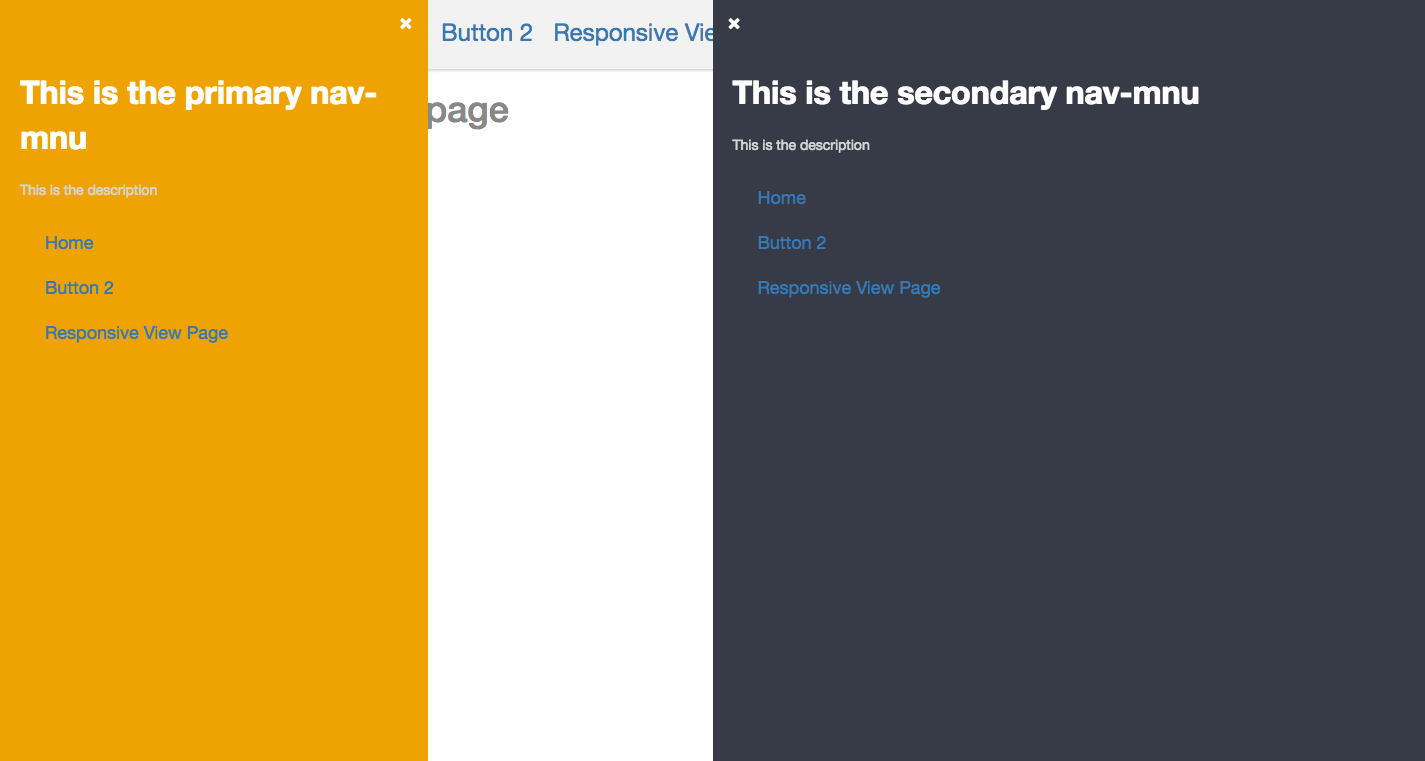 ✖
This is the primary nav-
mnu
This is the description
Home
Button 2
Responsive View Page
Button 2 Responsive Vie
page
✖
This is the secondary nav-mnu
This is the description
Home
Button 2
Responsive View Page